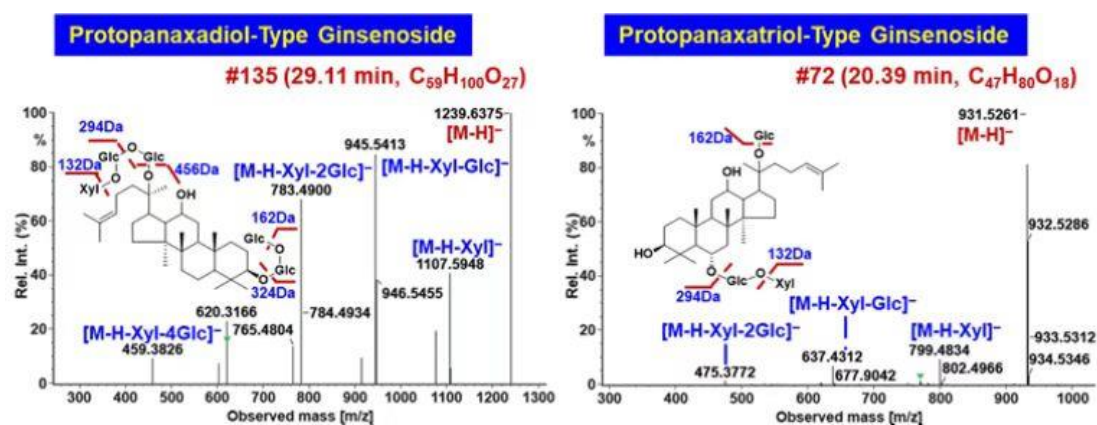 Protopanaxadiol-Type Ginsenoside
#135 (29.11 min, C₅₉H₁₀₀O₂₇)
100
%
80
60
40
20
0
Rel. Int. (%)
294Da
O
Glc
Glc
132Da
O
O
456Da
Xyl
OH
Glc
162Da
O
Glc
O
324Da
1239.6375
[M-H]⁻
945.5413
[M-H-Xyl-2Glc]⁻
[M-H-Xyl-Glc]⁻
783.4900
[M-H-Xyl]⁻
1107.5948
946.5455
620.3166
784.4934
765.4804
[M-H-Xyl-4Glc]⁻
459.3826
200 300 400 500 600 700 800 900 1000 1100 1200 1300
Observed mass [m/z]
Protopanaxatriol-Type Ginsenoside
#72 (20.39 min, C₄₇H₈₀O₁₈)
100
%
80
60
40
20
0
Rel. Int. (%)
931.5261
[M-H]⁻
162Da
Glc
O
OH
HO
O
Glc
O
132Da
Xyl
294Da
932.5286
[M-H-Xyl-Glc]⁻
[M-H-Xyl-2Glc]⁻
[M-H-Xyl]⁻
933.5312
637.4312
799.4834
475.3772
677.9042
802.4966
934.5346
400 500 600 700 800 900 1000
Observed mass [m/z]